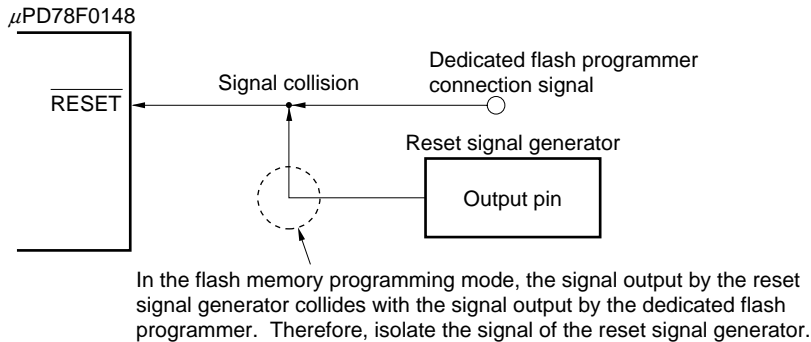 μPD78F0148
Dedicated flash programmer
connection signal
Signal collision
RESET
Reset signal generator
Output pin
In the flash memory programming mode, the signal output by the reset
signal generator collides with the signal output by the dedicated flash
programmer.  Therefore, isolate the signal of the reset signal generator.